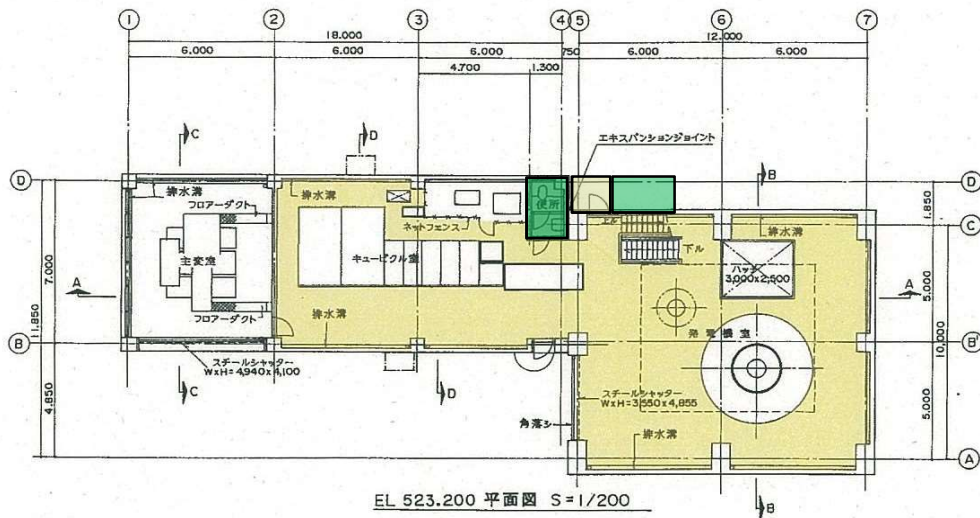 1 2 3 4 5 6 7
18.000 12.000
6.000 6.000 6.000 750 6.000 6.000
4.700 1.300
エキスパンションジョイント
C D B
D D
排水溝 排水溝 便所 上ル 排水溝 1.850
フロアーダクト C
ネットフェンス 下ル
主変室 キュービクル室 ハッチ
3,000x2,500
7.000 A A 5.000
フロアーダクト 排水溝 発電機室
11.850 10.000
B B'
スチールシャッター
WxH=4,940x4,100
スチールシャッター
WxH=3,550x4,855
4.850 C D 5.000
角落シ 排水溝
A
EL 523.200 平面図 S=1/200
B